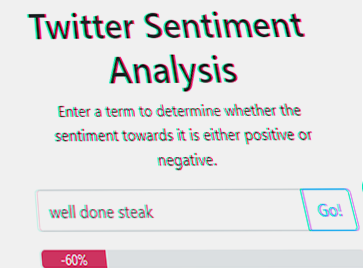 Twitter Sentiment
Analysis
Enter a term to determine whether the
sentiment towards it is either positive or
negative.
well done steak
Go!
-60%